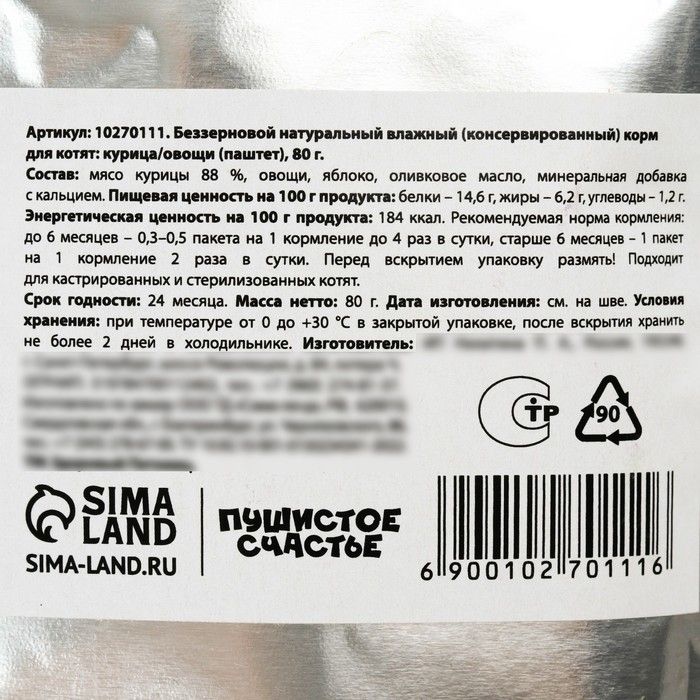 Артикул: 10270111. Беззерновой натуральный влажный (консервированный) корм
для котят: курица/овощи (паштет), 80 г.
Состав: мясо курицы 88 %, овощи, яблоко, оливковое масло, минеральная добавка
с кальцием. Пищевая ценность на 100 г продукта: белки – 14,6 г, жиры – 6,2 г, углеводы – 1,2 г.
Энергетическая ценность на 100 г продукта: 184 ккал. Рекомендуемая норма кормления:
до 6 месяцев – 0,3–0,5 пакета на 1 кормление до 4 раз в сутки, старше 6 месяцев – 1 пакет
на 1 кормление 2 раза в сутки. Перед вскрытием упаковку размять! Подходит
для кастрированных и стерилизованных котят.
Срок годности: 24 месяца. Масса нетто: 80 г. Дата изготовления: см. на шве. Условия
хранения: при температуре от 0 до +30 °C в закрытой упаковке, после вскрытия хранить
не более 2 дней в холодильнике. Изготовитель:
СТР
90
SIMA
LAND
SIMA-LAND.RU
ПУШИСТОЕ
СЧАСТЬЕ
6 900102 701116